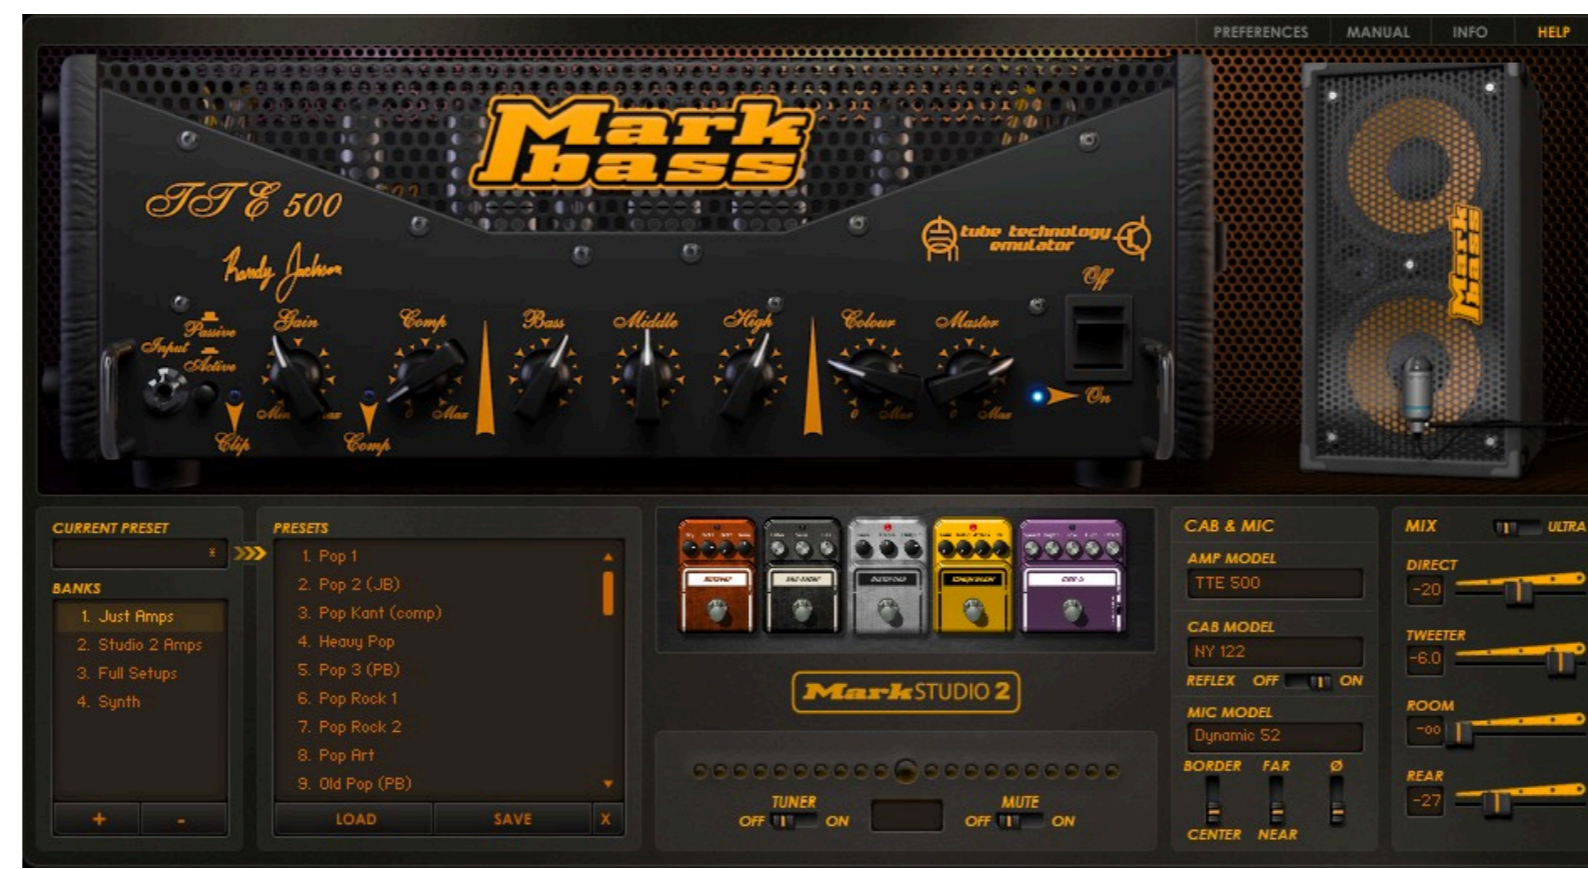 PREFERENCES MANUAL INFO HELP
Mark
bass
TTE 500
Randy Jackson
tube technology
emulator
Off
Passive
Input
Active
Gain
Comp
Bass
Middle
High
Colour
Master
Min Max
0 Max
0 Max
0 Max
On
Clip
Comp
Mark
bass
CURRENT PRESET
BANKS
1. Just Amps
2. Studio 2 Amps
3. Full Setups
4. Synth
+ -
PRESETS
1. Pop 1
2. Pop 2 (JB)
3. Pop Kant (comp)
4. Heavy Pop
5. Pop 3 (PB)
6. Pop Rock 1
7. Pop Rock 2
8. Pop Art
9. Old Pop (PB)
LOAD SAVE X
MarkSTUDIO 2
TUNER
OFF ON
MUTE
OFF ON
CAB & MIC
AMP MODEL
TTE 500
CAB MODEL
NY 122
REFLEX OFF ON
MIC MODEL
Dynamic 52
BORDER FAR Ø
CENTER NEAR
MIX ULTRA
DIRECT
-20
TWEETER
-6.0
ROOM
-oo
REAR
-27